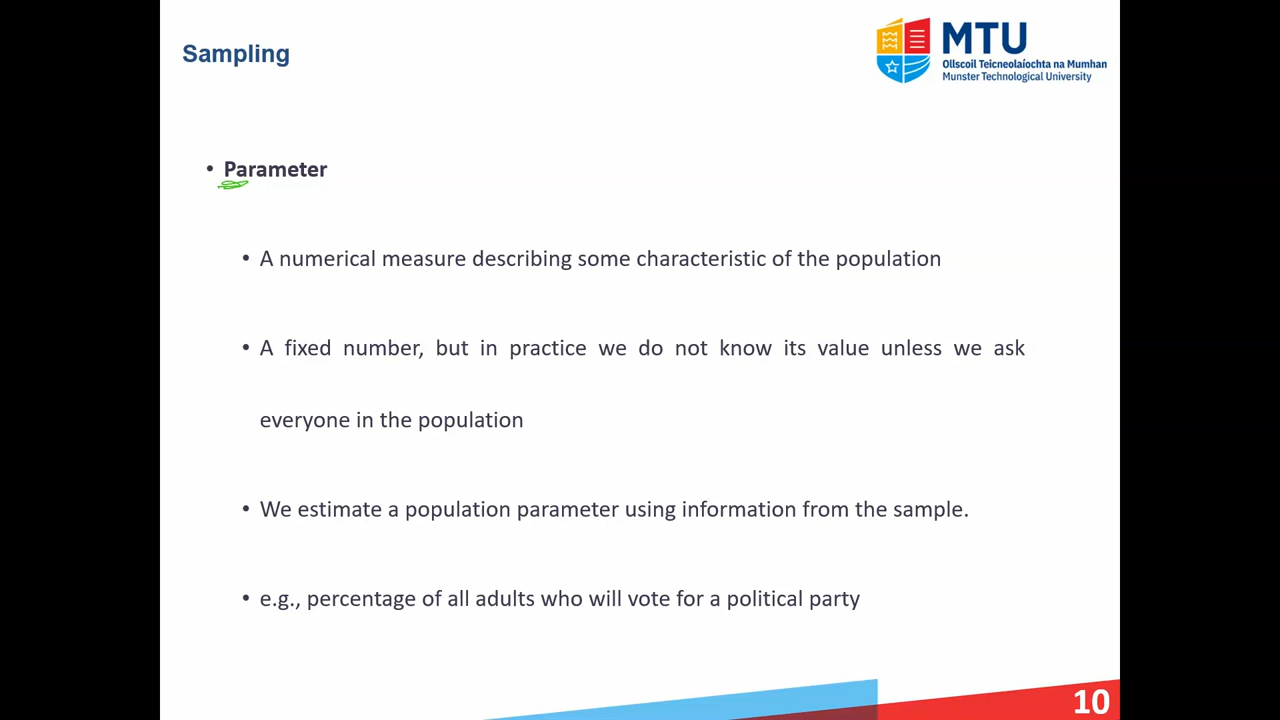 Sampling
MTU
Ollscoil Teicneolaíochta na Mumhan
Munster Technological University
• Parameter
• A numerical measure describing some characteristic of the population
• A fixed number, but in practice we do not know its value unless we ask
everyone in the population
• We estimate a population parameter using information from the sample.
• e.g., percentage of all adults who will vote for a political party
10